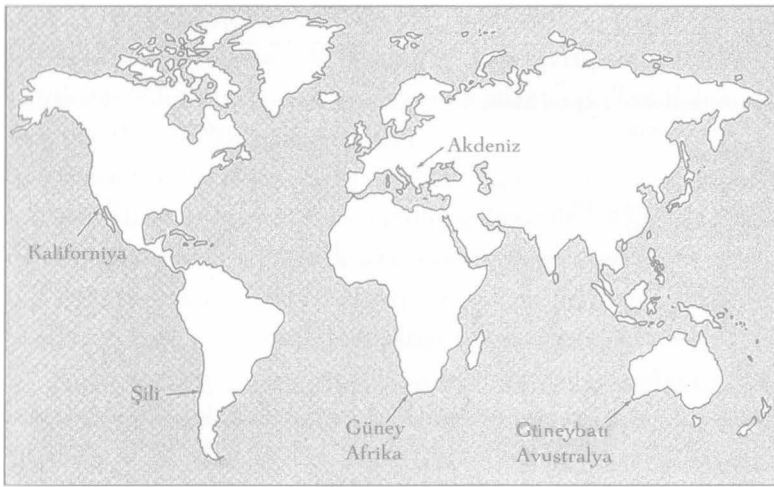 Akdeniz
Kaliforniya
Şili
Güney
Afrika
Güneybatı
Avustralya